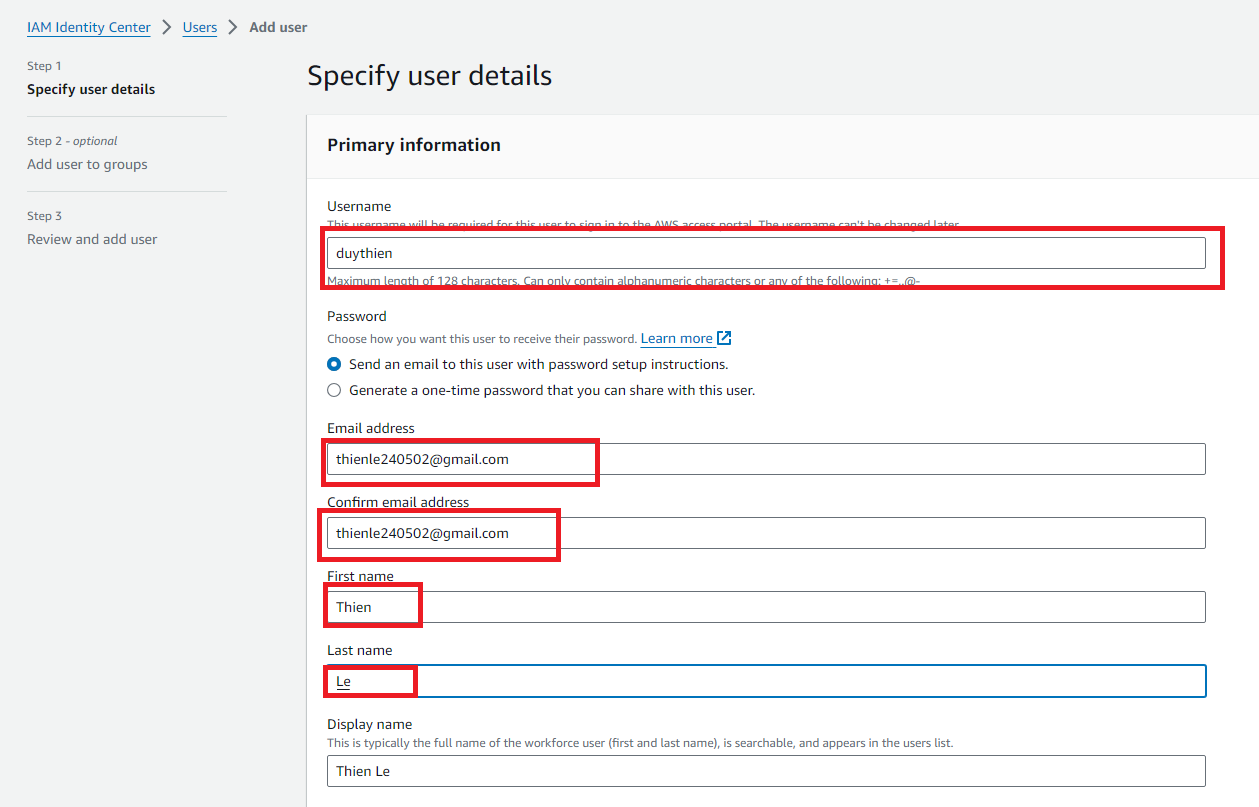 IAM Identity Center > Users > Add user
Step 1
Specify user details
Step 2 - optional
Add user to groups
Step 3
Review and add user
Specify user details
Primary information
Username
This username will be required for this user to sign in to the AWS access portal. The username can't be changed later.
duythien
Maximum length of 128 characters. Can only contain alphanumeric characters or any of the following: +=,.@-
Password
Choose how you want this user to receive their password. Learn more
Send an email to this user with password setup instructions.
Generate a one-time password that you can share with this user.
Email address
thienle240502@gmail.com
Confirm email address
thienle240502@gmail.com
First name
Thien
Last name
Le
Display name
This is typically the full name of the workforce user (first and last name), is searchable, and appears in the users list.
Thien Le